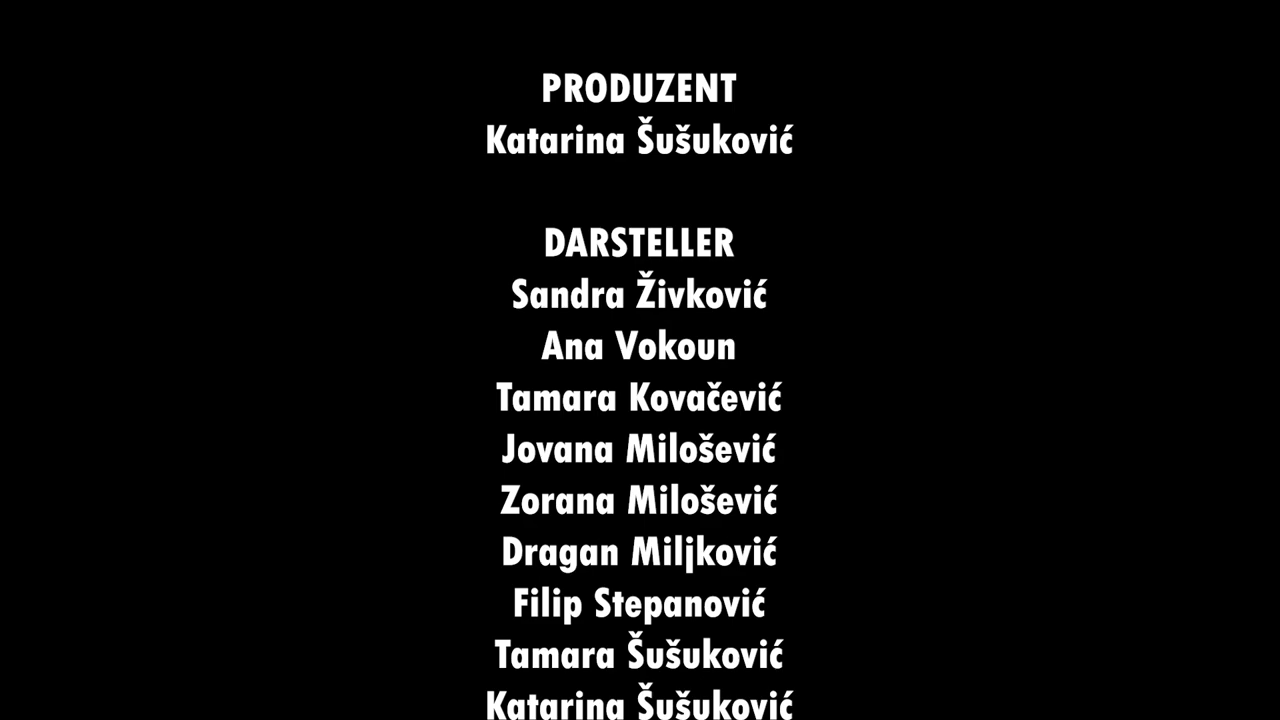 PRODUZENT
Katarina Šušuković
DARSTELLER
Sandra Živković
Ana Vokoun
Tamara Kovačević
Jovana Milošević
Zorana Milošević
Dragan Miljković
Filip Stepanović
Tamara Šušuković
Katarina Šušuković